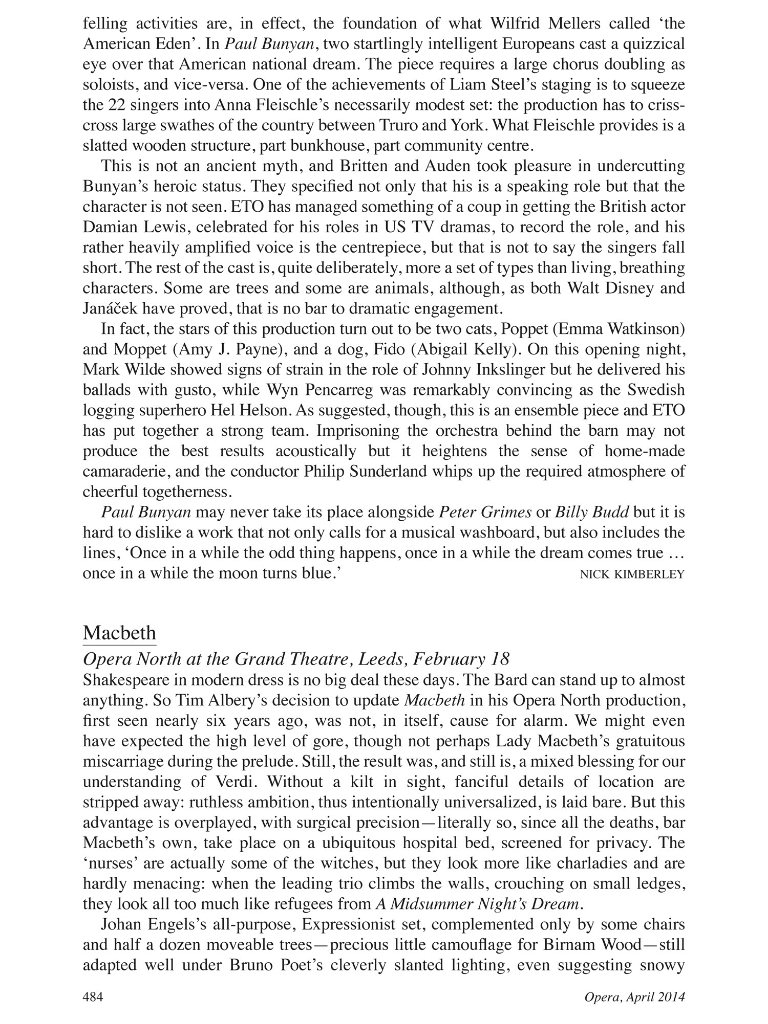 felling activities are, in effect, the foundation of what Wilfrid Mellers called ‘the
American Eden’. In Paul Bunyan, two startlingly intelligent Europeans cast a quizzical
eye over that American national dream. The piece requires a large chorus doubling as
soloists, and vice-versa. One of the achievements of Liam Steel’s staging is to squeeze
the 22 singers into Anna Fleischle’s necessarily modest set: the production has to criss-
cross large swathes of the country between Truro and York. What Fleischle provides is a
slatted wooden structure, part bunkhouse, part community centre.
This is not an ancient myth, and Britten and Auden took pleasure in undercutting
Bunyan’s heroic status. They specified not only that his is a speaking role but that the
character is not seen. ETO has managed something of a coup in getting the British actor
Damian Lewis, celebrated for his roles in US TV dramas, to record the role, and his
rather heavily amplified voice is the centrepiece, but that is not to say the singers fall
short. The rest of the cast is, quite deliberately, more a set of types than living, breathing
characters. Some are trees and some are animals, although, as both Walt Disney and
Janáček have proved, that is no bar to dramatic engagement.
In fact, the stars of this production turn out to be two cats, Poppet (Emma Watkinson)
and Moppet (Amy J. Payne), and a dog, Fido (Abigail Kelly). On this opening night,
Mark Wilde showed signs of strain in the role of Johnny Inkslinger but he delivered his
ballads with gusto, while Wyn Pencarreg was remarkably convincing as the Swedish
logging superhero Hel Helson. As suggested, though, this is an ensemble piece and ETO
has put together a strong team. Imprisoning the orchestra behind the barn may not
produce the best results acoustically but it heightens the sense of home-made
camaraderie, and the conductor Philip Sunderland whips up the required atmosphere of
cheerful togetherness.
Paul Bunyan may never take its place alongside Peter Grimes or Billy Budd but it is
hard to dislike a work that not only calls for a musical washboard, but also includes the
lines, ‘Once in a while the odd thing happens, once in a while the dream comes true …
once in a while the moon turns blue.’ NICK KIMBERLEY
Macbeth
Opera North at the Grand Theatre, Leeds, February 18
Shakespeare in modern dress is no big deal these days. The Bard can stand up to almost
anything. So Tim Albery’s decision to update Macbeth in his Opera North production,
first seen nearly six years ago, was not, in itself, cause for alarm. We might even
have expected the high level of gore, though not perhaps Lady Macbeth’s gratuitous
miscarriage during the prelude. Still, the result was, and still is, a mixed blessing for our
understanding of Verdi. Without a kilt in sight, fanciful details of location are
stripped away: ruthless ambition, thus intentionally universalized, is laid bare. But this
advantage is overplayed, with surgical precision—literally so, since all the deaths, bar
Macbeth’s own, take place on a ubiquitous hospital bed, screened for privacy. The
‘nurses’ are actually some of the witches, but they look more like charladies and are
hardly menacing: when the leading trio climbs the walls, crouching on small ledges,
they look all too much like refugees from A Midsummer Night’s Dream.
Johan Engels’s all-purpose, Expressionist set, complemented only by some chairs
and half a dozen moveable trees—precious little camouflage for Birnam Wood—still
adapted well under Bruno Poet’s cleverly slanted lighting, even suggesting snowy
484 Opera, April 2014